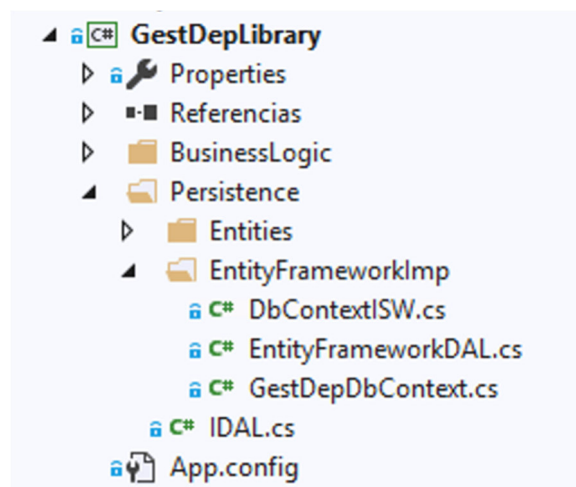 C# GestDepLibrary
Properties
Referencias
BusinessLogic
Persistence
Entities
EntityFrameworkImp
C# DbContextISW.cs
C# EntityFrameworkDAL.cs
C# GestDepDbContext.cs
C# IDAL.cs
App.config